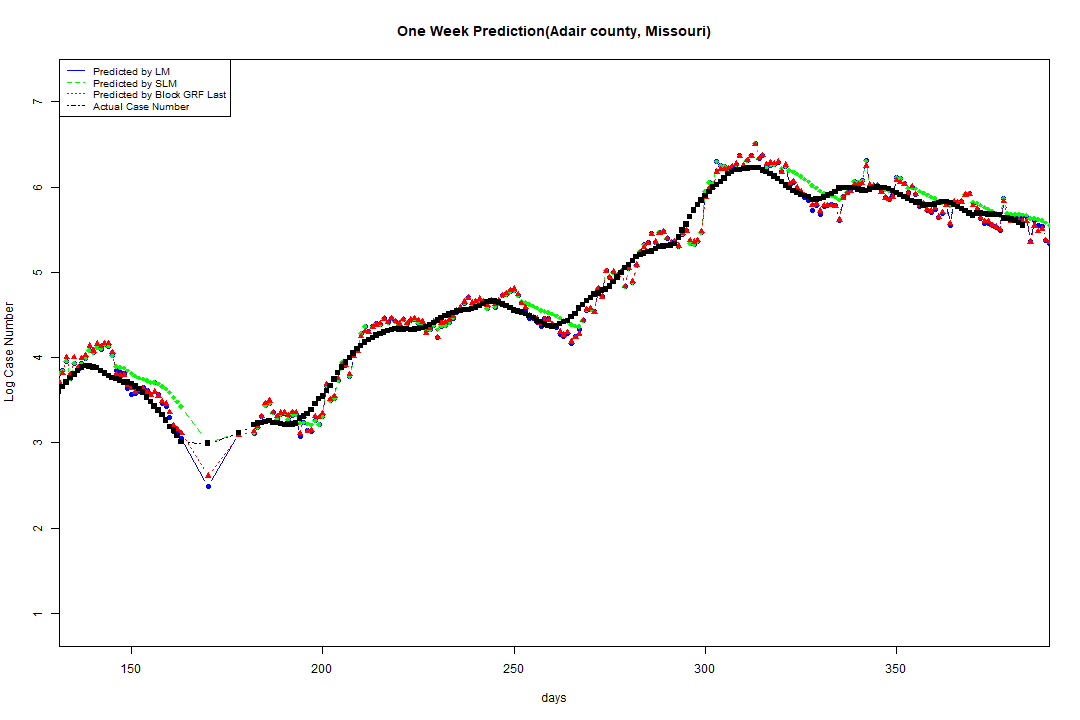 One Week Prediction(Adair county, Missouri)
Predicted by LM
Predicted by SLM
Predicted by Block GRF Last
Actual Case Number
7
6
5
4
3
2
1
Log Case Number
150 200 250 300 350
days